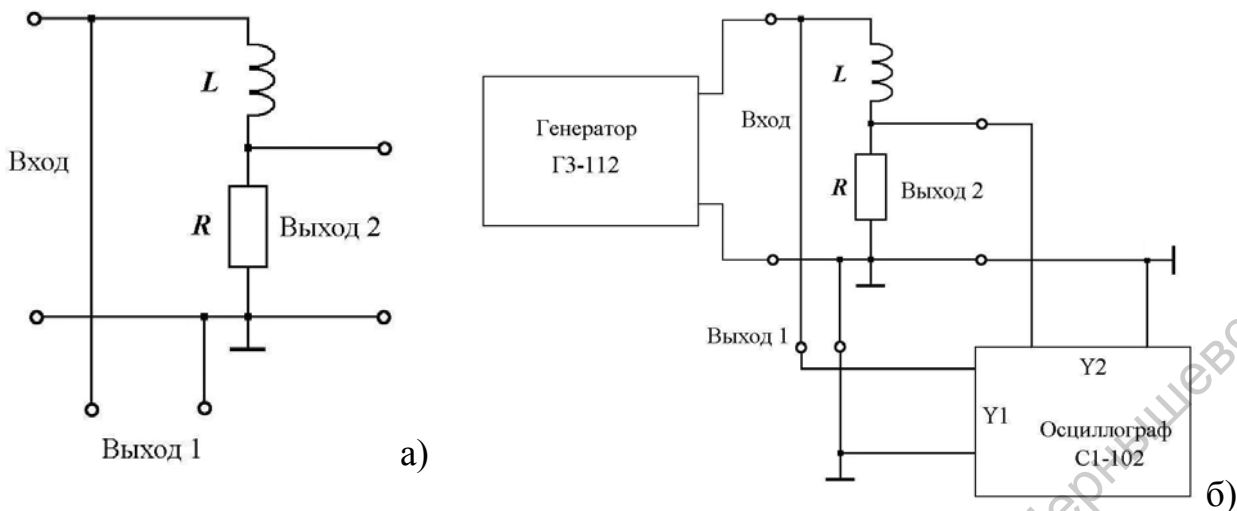 L
Вход
R
Выход 2
Выход 1
а)
Генератор
Г3-112
Вход
L
R
Выход 2
Выход 1
Y2
Y1
Осциллограф
С1-102
б)